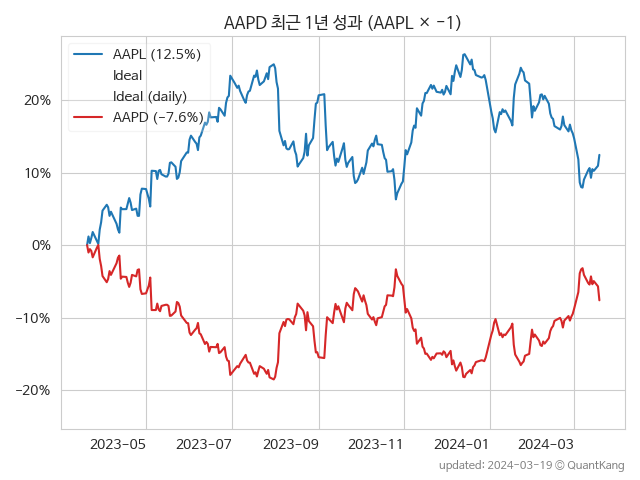 AAPD 최근 1년 성과 (AAPL × −1)
AAPL (12.5%)
Ideal
Ideal (daily)
AAPD (−7.6%)
20%
10%
0%
−10%
−20%
2023-05 2023-07 2023-09 2023-11 2024-01 2024-03
updated: 2024-03-19 © QuantKang